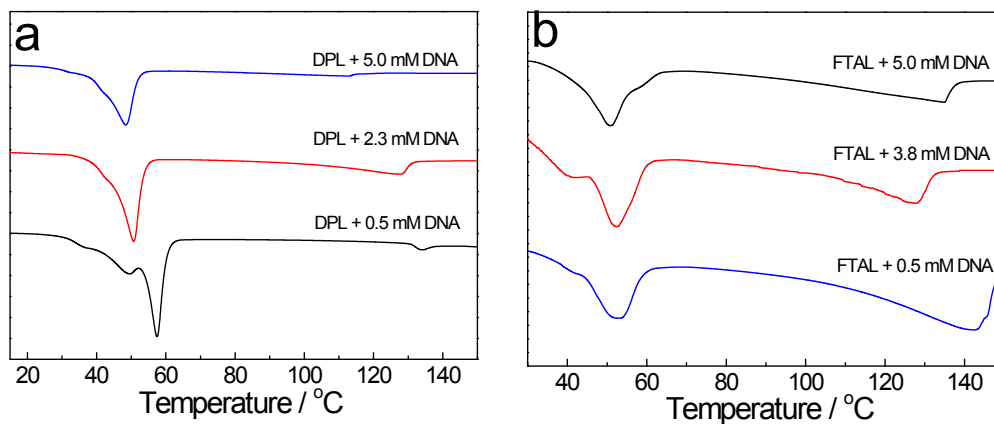 a
DPL + 5.0 mM DNA
DPL + 2.3 mM DNA
DPL + 0.5 mM DNA
20 40 60 80 100 120 140
Temperature / °C
b
FTAL + 5.0 mM DNA
FTAL + 3.8 mM DNA
FTAL + 0.5 mM DNA
40 60 80 100 120 140
Temperature / °C